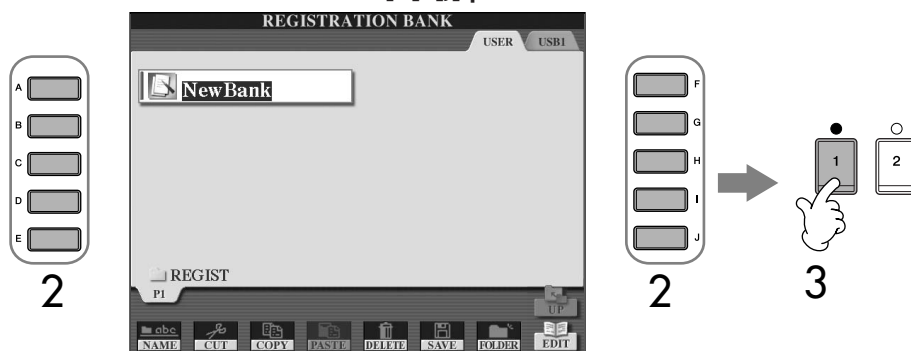 REGISTRATION BANK
USER USB1
A
B
C
D
E
NewBank
F
G
H
I
J
1 2
2
REGIST
P1
UP
2
3
abc
NAME CUT COPY PASTE DELETE SAVE FOLDER EDIT